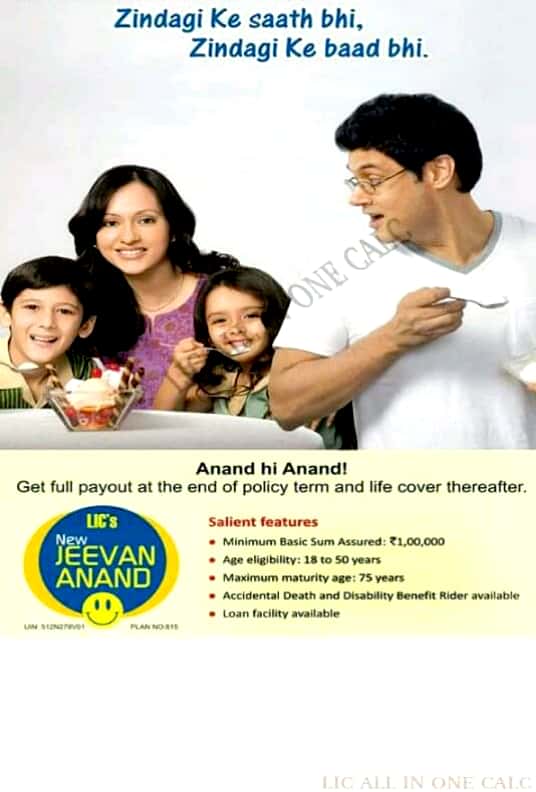 Zindagi Ke saath bhi,
Zindagi Ke baad bhi.
ONE CALC
Anand hi Anand!
Get full payout at the end of policy term and life cover thereafter.
LIC's
New
JEEVAN
ANAND
UIN: 512N279V01 PLAN NO:815
Salient features
• Minimum Basic Sum Assured: ₹1,00,000
• Age eligibility: 18 to 50 years
• Maximum maturity age: 75 years
• Accidental Death and Disability Benefit Rider available
• Loan facility available
LIC ALL IN ONE CALC